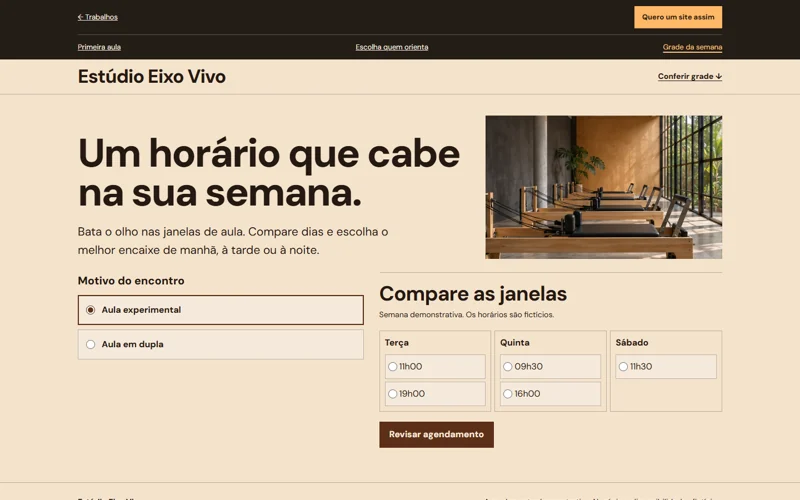 ← Trabalhos
Quero um site assim
Primeira aula
Escolha quem orienta
Grade da semana
Estúdio Eixo Vivo
Conferir grade ↓
Um horário que cabe
na sua semana.
Bata o olho nas janelas de aula. Compare dias e escolha o
melhor encaixe de manhã, à tarde ou à noite.
Motivo do encontro
Aula experimental
Aula em dupla
Compare as janelas
Semana demonstrativa. Os horários são fictícios.
Terça
11h00
19h00
Quinta
09h30
16h00
Sábado
11h30
Revisar agendamento